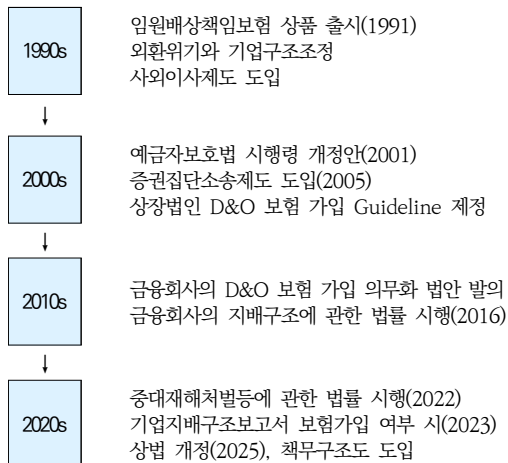 1990s
임원배상책임보험 상품 출시(1991)
외환위기와 기업구조조정
사외이사제도 도입
2000s
예금자보호법 시행령 개정안(2001)
증권집단소송제도 도입(2005)
상장법인 D&O 보험 가입 Guideline 제정
2010s
금융회사의 D&O 보험 가입 의무화 법안 발의
금융회사의 지배구조에 관한 법률 시행(2016)
2020s
중대재해처벌등에 관한 법률 시행(2022)
기업지배구조보고서 보험가입 여부 시(2023)
상법 개정(2025), 책무구조도 도입